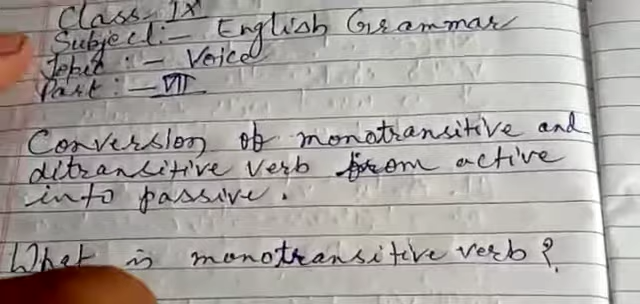 Class - IX
Subject:- English Grammar
Topic :- Voice
Part :- VII
Conversion of monotransitive and
ditransitive verb from active
into passive.
What is monotransitive verb?